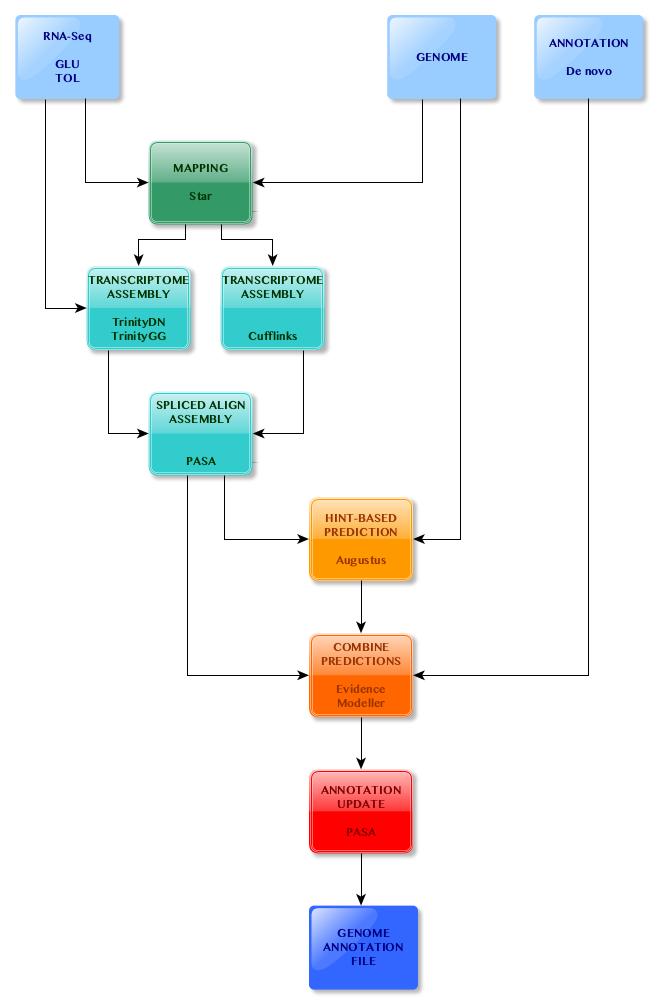 RNA-Seq
GLU
TOL
GENOME
ANNOTATION
De novo
MAPPING
Star
TRANSCRIPTOME
ASSEMBLY
TrinityDN
TrinityGG
TRANSCRIPTOME
ASSEMBLY
Cufflinks
SPLICED ALIGN
ASSEMBLY
PASA
HINT-BASED
PREDICTION
Augustus
COMBINE
PREDICTIONS
Evidence
Modeller
ANNOTATION
UPDATE
PASA
GENOME
ANNOTATION
FILE